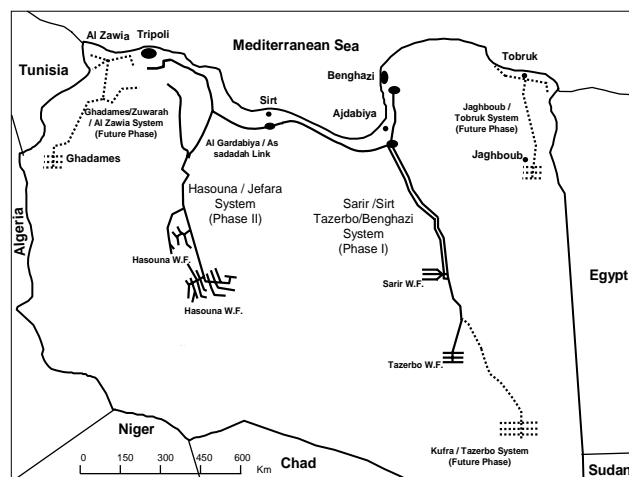 Al Zawia
Tripoli
Mediterranean Sea
Tobruk
Tunisia
Benghazi
Sirt
Ajdabiya
Ghadames/Zuwarah
/ Al Zawia System
(Future Phase)
Jaghboub /
Tobruk System
(Future Phase)
Ghadames
Al Gardabiya / As
sadadah Link
Jaghboub
Hasouna / Jefara
System
(Phase II)
Sarir /Sirt
Tazerbo/Benghazi
System
(Phase I)
Algeria
Hasouna W.F.
Sarir W.F.
Egypt
Hasouna W.F.
Tazerbo W.F.
Niger
Kufra / Tazerbo System
(Future Phase)
0 150 300 450 600
Km
Chad
Sudan